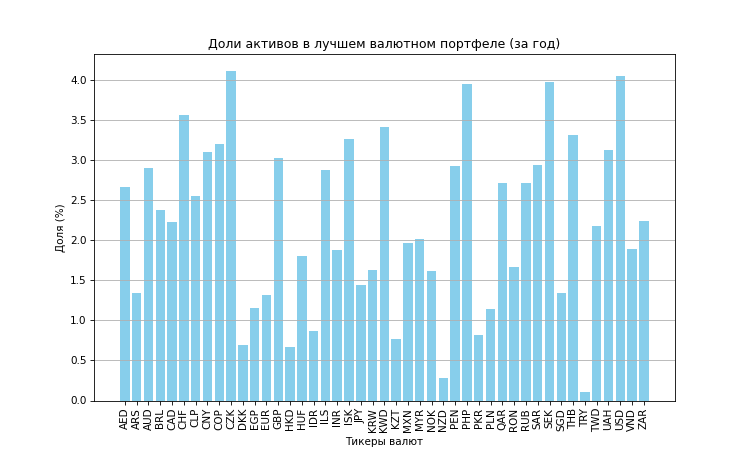 Доли активов в лучшем валютном портфеле (за год)
Доля (%)
4.0
3.5
3.0
2.5
2.0
1.5
1.0
0.5
0.0
AED
ARS
AUD
BRL
CAD
CHF
CLP
CNY
COP
CZK
DKK
EGP
EUR
GBP
HKD
HUF
IDR
ILS
INR
ISK
JPY
KRW
KWD
KZT
MXN
MYR
NOK
NZD
PEN
PHP
PKR
PLN
QAR
RON
RUB
SAR
SEK
SGD
THB
TRY
TWD
UAH
USD
VND
ZAR
Тикеры валют